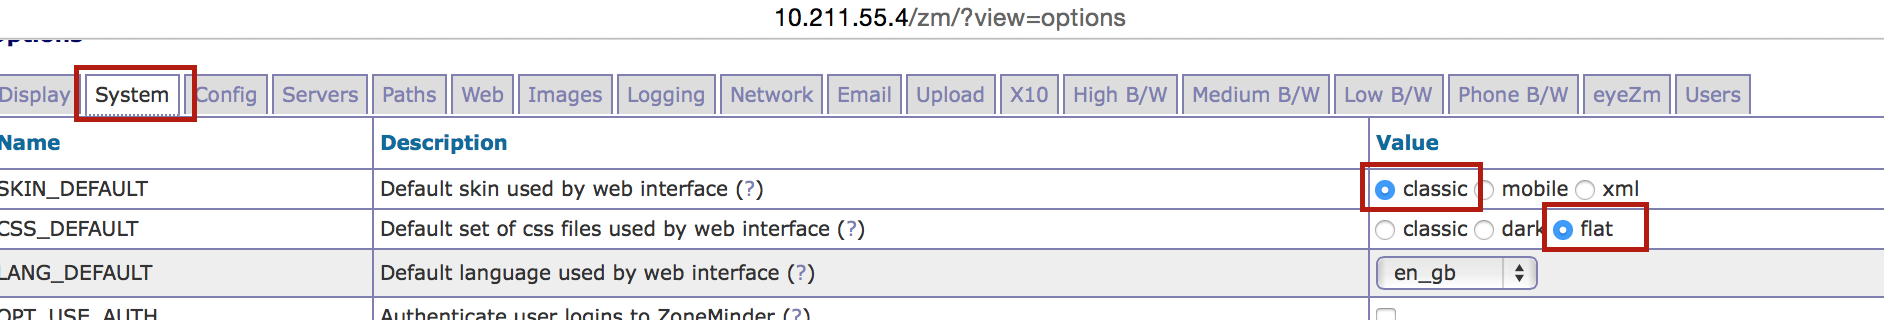 10.211.55.4/zm/?view=options
Options
Display System Config Servers Paths Web Images Logging Network Email Upload X10 High B/W Medium B/W Low B/W Phone B/W eyeZm Users
Name Description Value
SKIN_DEFAULT Default skin used by web interface (?) classic mobile xml
CSS_DEFAULT Default set of css files used by web interface (?) classic dark flat
LANG_DEFAULT Default language used by web interface (?) en_gb
OPT_USE_AUTH Authenticate user logins to ZoneMinder (?)